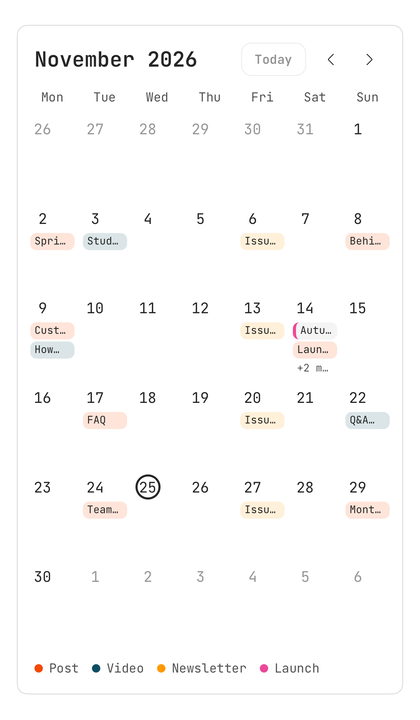 November 2026 Today
Mon Tue Wed Thu Fri Sat Sun
26 27 28 29 30 31 1
2 3 4 5 6 7 8
Spri… Stud… Issu… Behi…
9 10 11 12 13 14 15
Cust… Issu… Autu…
How… Laun…
+2 m…
16 17 18 19 20 21 22
FAQ Issu… Q&A…
23 24 25 26 27 28 29
Team… Issu… Mont…
30 1 2 3 4 5 6
Post Video Newsletter Launch